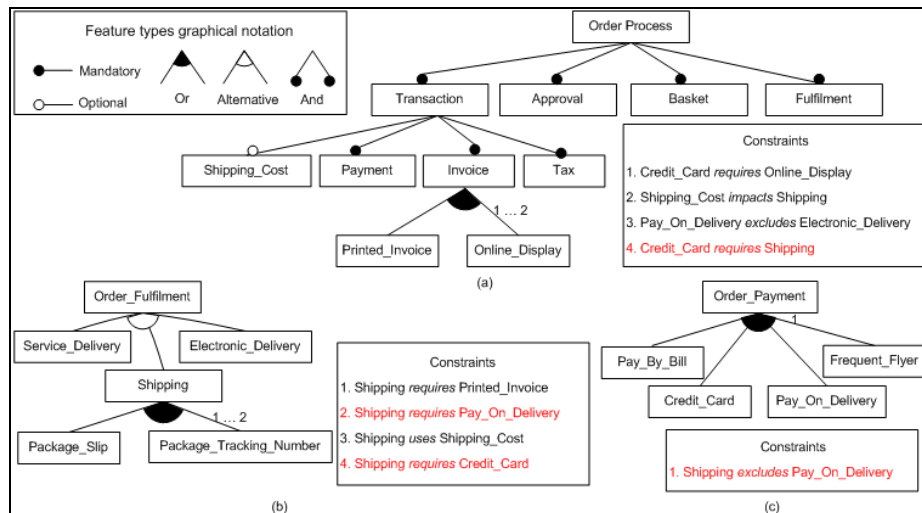 Feature types graphical notation
Mandatory
Optional
Or
Alternative
And
Order Process
Transaction
Approval
Basket
Fulfilment
Shipping_Cost
Payment
Invoice
Tax
1 ... 2
Printed_Invoice
Online_Display
(a)
Constraints
1. Credit_Card requires Online_Display
2. Shipping_Cost impacts Shipping
3. Pay_On_Delivery excludes Electronic_Delivery
4. Credit_Card requires Shipping
Order_Fulfilment
Service_Delivery
Electronic_Delivery
Shipping
1 ... 2
Package_Slip
Package_Tracking_Number
Constraints
1. Shipping requires Printed_Invoice
2. Shipping requires Pay_On_Delivery
3. Shipping uses Shipping_Cost
4. Shipping requires Credit_Card
(b)
Order_Payment
1
Pay_By_Bill
Frequent_Flyer
Credit_Card
Pay_On_Delivery
Constraints
1. Shipping excludes Pay_On_Delivery
(c)